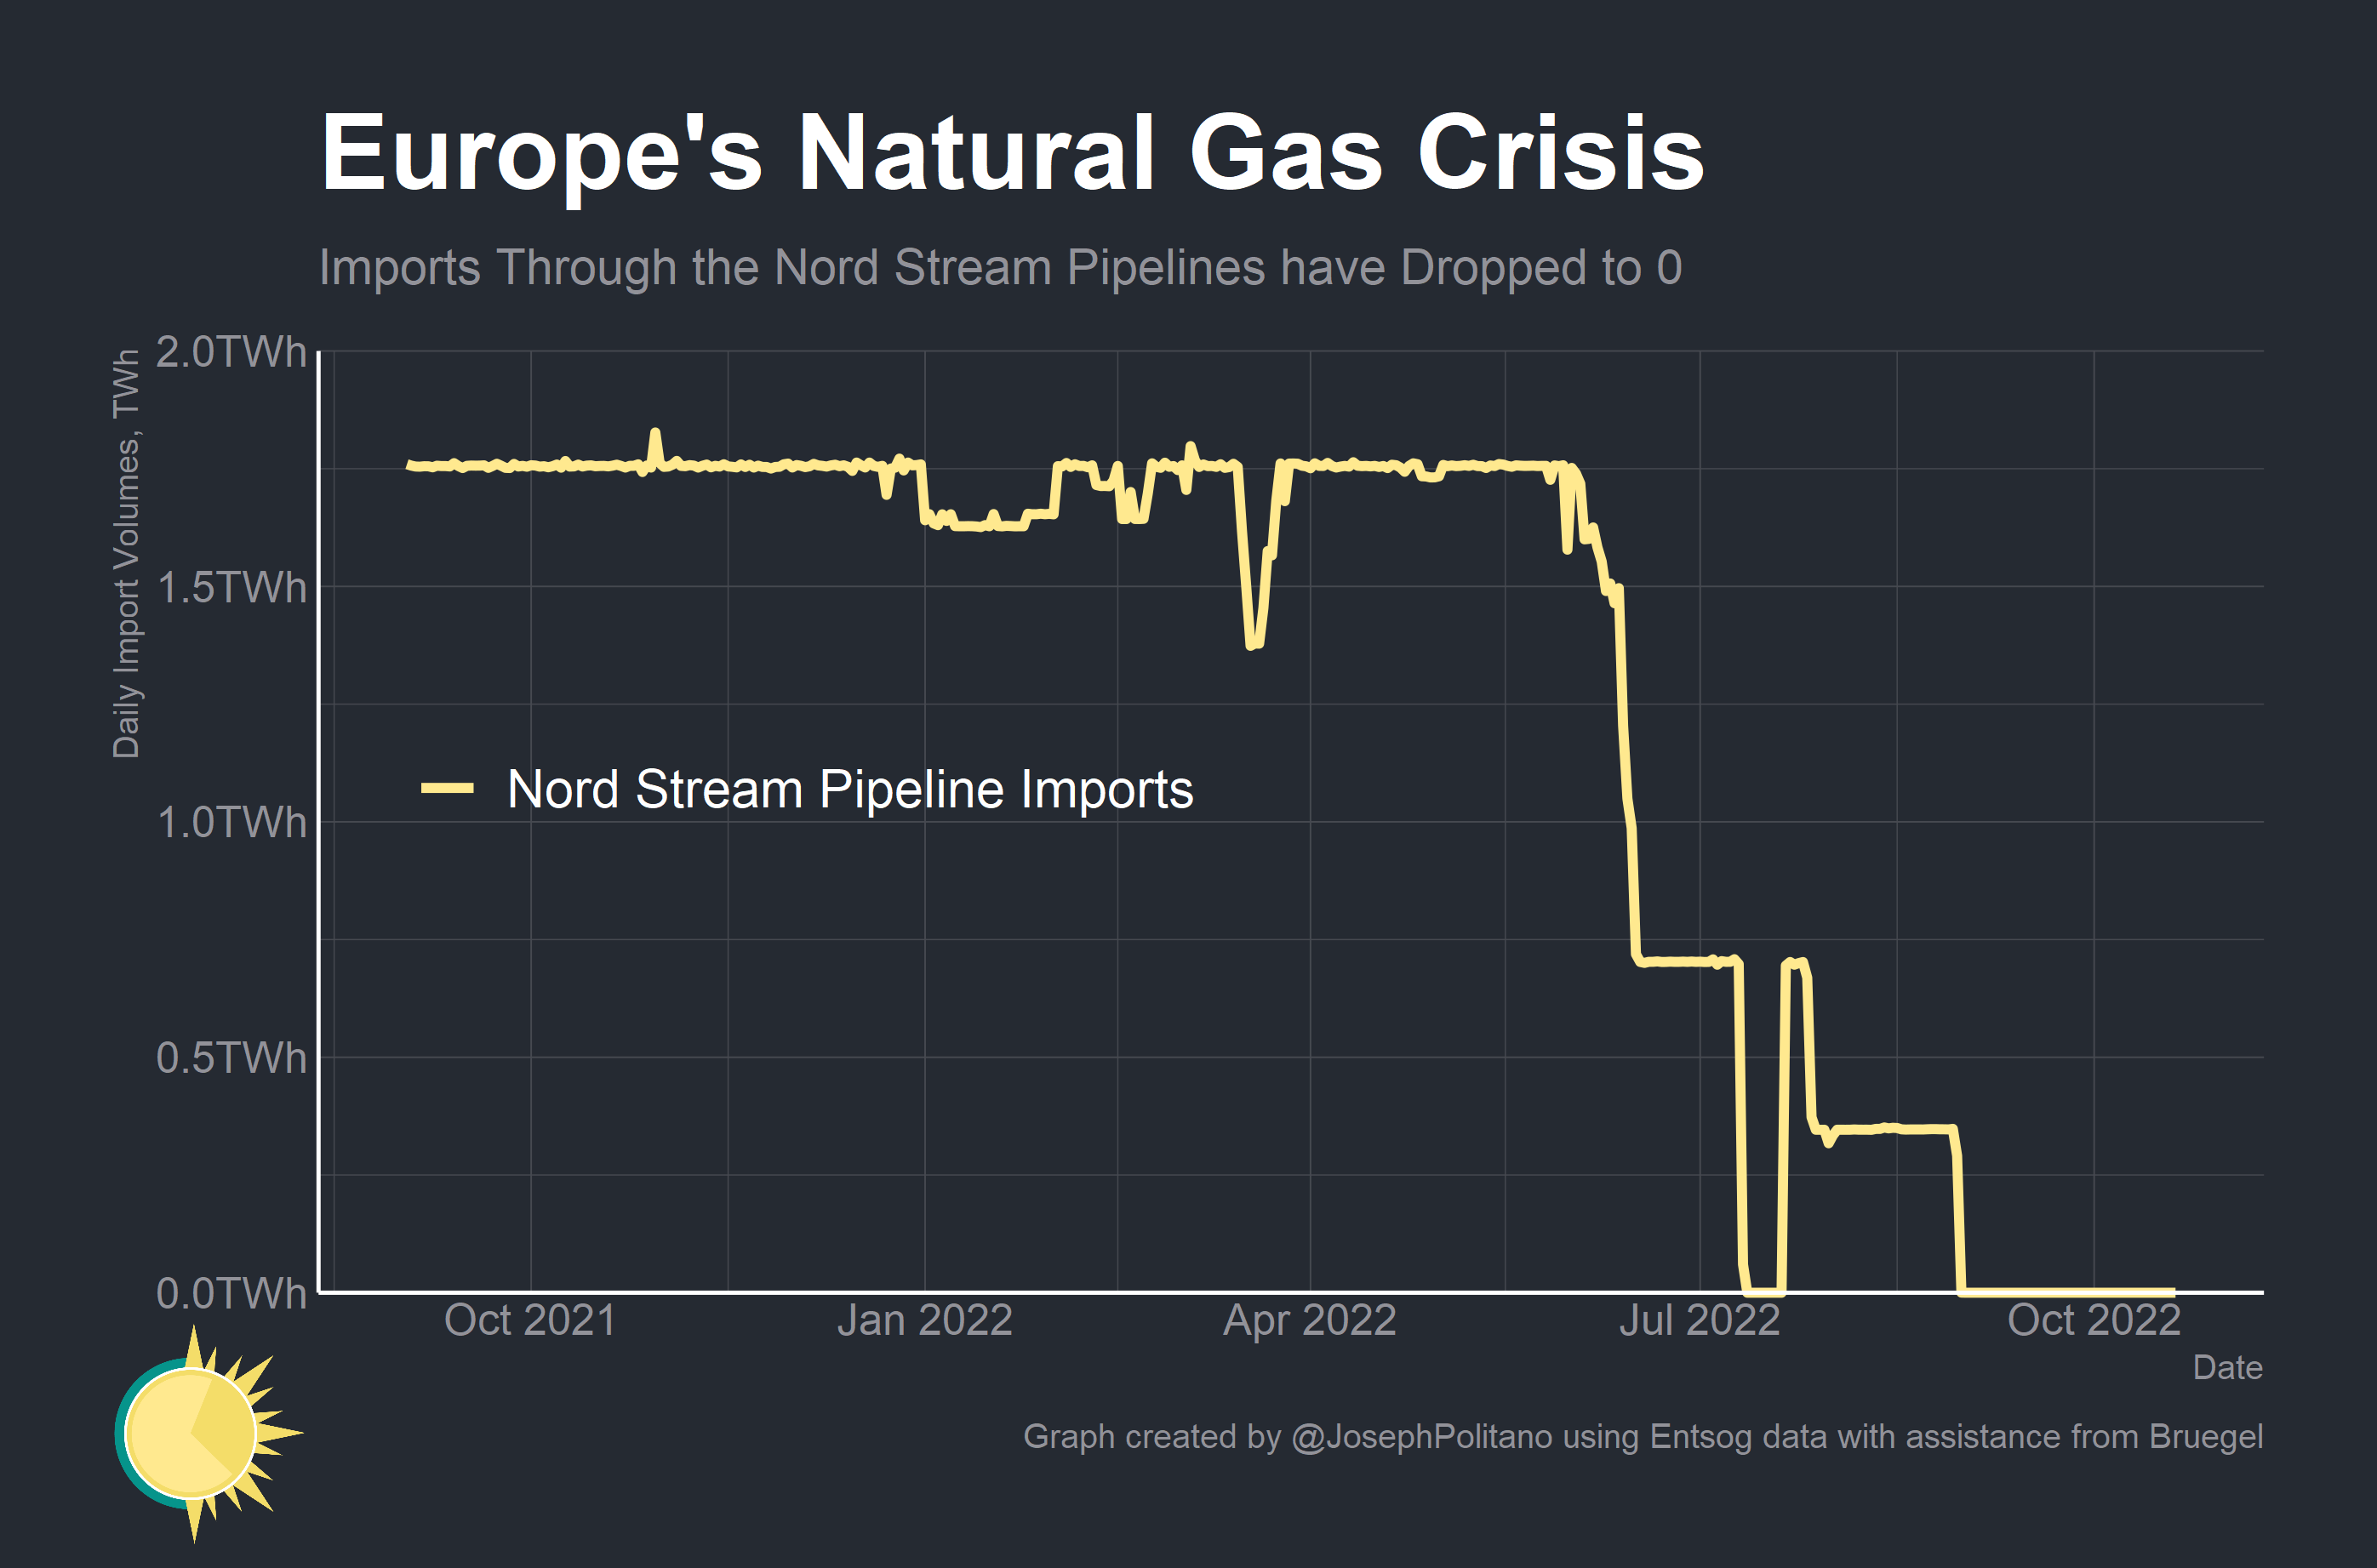 Europe's Natural Gas Crisis
Imports Through the Nord Stream Pipelines have Dropped to 0
Daily Import Volumes, TWh
2.0TWh
1.5TWh
1.0TWh
0.5TWh
0.0TWh
Nord Stream Pipeline Imports
Oct 2021
Jan 2022
Apr 2022
Jul 2022
Oct 2022
Date
Graph created by @JosephPolitano using Entsog data with assistance from Bruegel